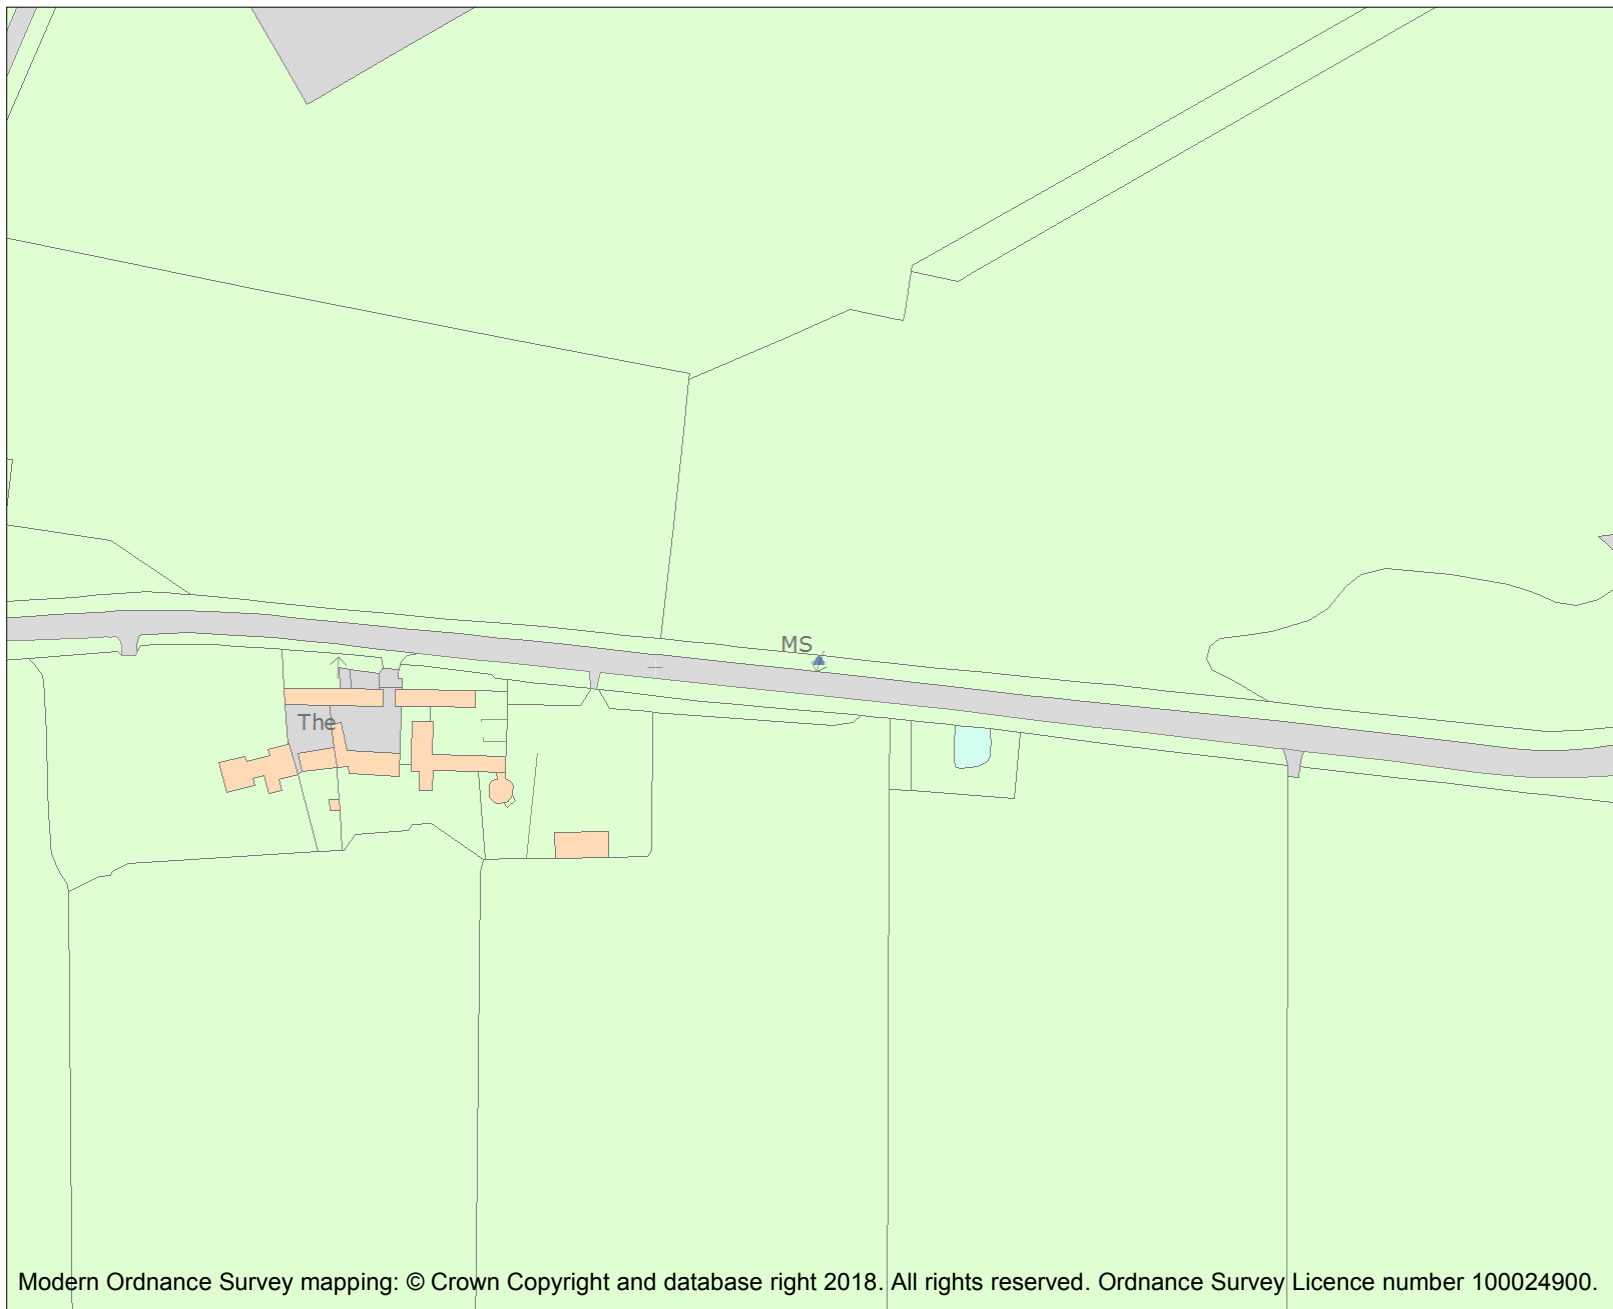 MS
The
Modern Ordnance Survey mapping: © Crown Copyright and database right 2018. All rights reserved. Ordnance Survey Licence number 100024900.